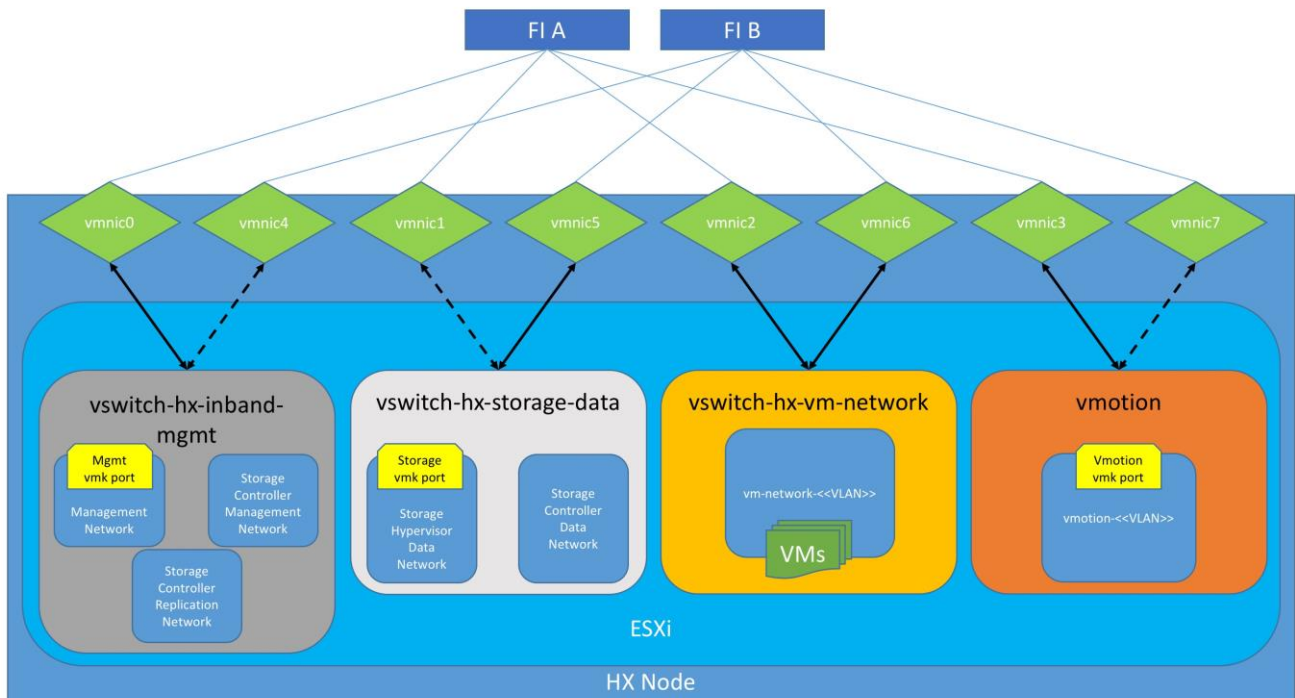 FI A
FI B
vmnic0
vmnic4
vmnic1
vmnic5
vmnic2
vmnic6
vmnic3
vmnic7
vswitch-hx-inband-
mgmt
Mgmt
vmk port
Management
Network
Storage
Controller
Management
Network
Storage
Controller
Replication
Network
vswitch-hx-storage-data
Storage
vmk port
Storage
Hypervisor
Data
Network
Storage
Controller
Data
Network
vswitch-hx-vm-network
vm-network-<<VLAN>>
VMs
vmotion
Vmotion
vmk port
vmotion-<<VLAN>>
ESXi
HX Node